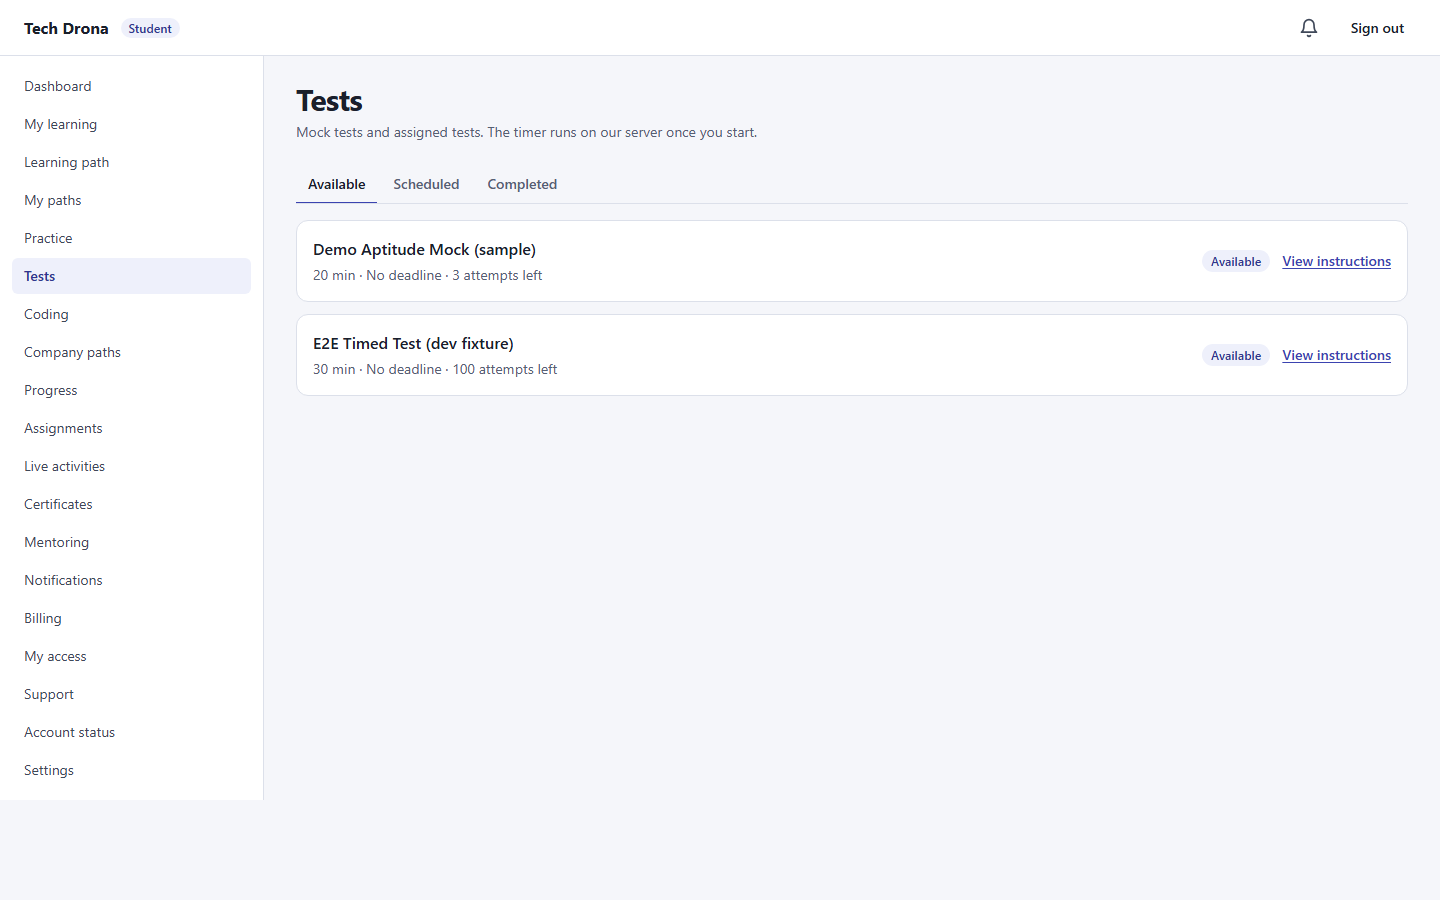 Tech Drona Student Sign out
Dashboard
My learning
Learning path
My paths
Practice
Tests
Coding
Company paths
Progress
Assignments
Live activities
Certificates
Mentoring
Notifications
Billing
My access
Support
Account status
Settings
Tests
Mock tests and assigned tests. The timer runs on our server once you start.
Available Scheduled Completed
Demo Aptitude Mock (sample)
20 min · No deadline · 3 attempts left
Available View instructions
E2E Timed Test (dev fixture)
30 min · No deadline · 100 attempts left
Available View instructions